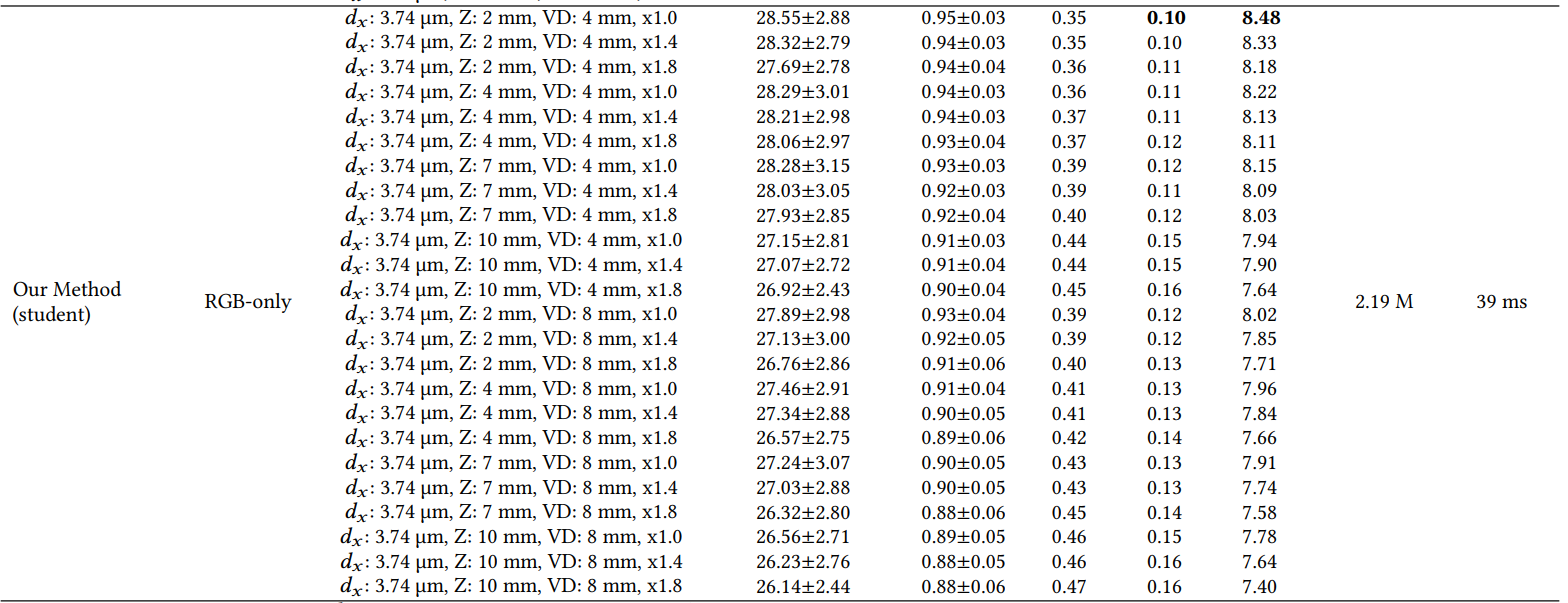 dx: 3.74 µm, Z: 2 mm, VD: 4 mm, x1.0 28.55±2.88 0.95±0.03 0.35 0.10 8.48
dx: 3.74 µm, Z: 2 mm, VD: 4 mm, x1.4 28.32±2.79 0.94±0.03 0.35 0.10 8.33
dx: 3.74 µm, Z: 2 mm, VD: 4 mm, x1.8 27.69±2.78 0.94±0.04 0.36 0.11 8.18
dx: 3.74 µm, Z: 4 mm, VD: 4 mm, x1.0 28.29±3.01 0.94±0.03 0.36 0.11 8.22
dx: 3.74 µm, Z: 4 mm, VD: 4 mm, x1.4 28.21±2.98 0.94±0.03 0.37 0.11 8.13
dx: 3.74 µm, Z: 4 mm, VD: 4 mm, x1.8 28.06±2.97 0.93±0.04 0.37 0.12 8.11
dx: 3.74 µm, Z: 7 mm, VD: 4 mm, x1.0 28.28±3.15 0.93±0.03 0.39 0.12 8.15
dx: 3.74 µm, Z: 7 mm, VD: 4 mm, x1.4 28.03±3.05 0.92±0.03 0.39 0.11 8.09
dx: 3.74 µm, Z: 7 mm, VD: 4 mm, x1.8 27.93±2.85 0.92±0.04 0.40 0.12 8.03
dx: 3.74 µm, Z: 10 mm, VD: 4 mm, x1.0 27.15±2.81 0.91±0.03 0.44 0.15 7.94
dx: 3.74 µm, Z: 10 mm, VD: 4 mm, x1.4 27.07±2.72 0.91±0.04 0.44 0.15 7.90
Our Method (student) RGB-only dx: 3.74 µm, Z: 10 mm, VD: 4 mm, x1.8 26.92±2.43 0.90±0.04 0.45 0.16 7.64 2.19 M 39 ms
dx: 3.74 µm, Z: 2 mm, VD: 8 mm, x1.0 27.89±2.98 0.93±0.04 0.39 0.12 8.02
dx: 3.74 µm, Z: 2 mm, VD: 8 mm, x1.4 27.13±3.00 0.92±0.05 0.39 0.12 7.85
dx: 3.74 µm, Z: 2 mm, VD: 8 mm, x1.8 26.76±2.86 0.91±0.06 0.40 0.13 7.71
dx: 3.74 µm, Z: 4 mm, VD: 8 mm, x1.0 27.46±2.91 0.91±0.04 0.41 0.13 7.96
dx: 3.74 µm, Z: 4 mm, VD: 8 mm, x1.4 27.34±2.88 0.90±0.05 0.41 0.13 7.84
dx: 3.74 µm, Z: 4 mm, VD: 8 mm, x1.8 26.57±2.75 0.89±0.06 0.42 0.14 7.66
dx: 3.74 µm, Z: 7 mm, VD: 8 mm, x1.0 27.24±3.07 0.90±0.05 0.43 0.13 7.91
dx: 3.74 µm, Z: 7 mm, VD: 8 mm, x1.4 27.03±2.88 0.90±0.05 0.43 0.13 7.74
dx: 3.74 µm, Z: 7 mm, VD: 8 mm, x1.8 26.32±2.80 0.88±0.06 0.45 0.14 7.58
dx: 3.74 µm, Z: 10 mm, VD: 8 mm, x1.0 26.56±2.71 0.89±0.05 0.46 0.15 7.78
dx: 3.74 µm, Z: 10 mm, VD: 8 mm, x1.4 26.23±2.76 0.88±0.05 0.46 0.16 7.64
dx: 3.74 µm, Z: 10 mm, VD: 8 mm, x1.8 26.14±2.44 0.88±0.06 0.47 0.16 7.40